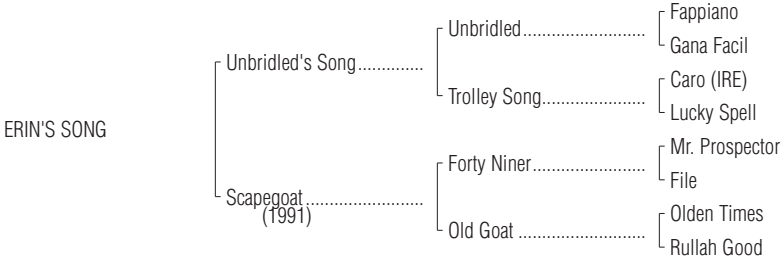 Fappiano
Unbridled..............................
Gana Facil
Unbridled's Song................
Caro (IRE)
Trolley Song.........................
Lucky Spell
ERIN'S SONG
Mr. Prospector
Forty Niner...........................
File
Scapegoat............................
(1991)
Olden Times
Old Goat ..............................
Rullah Good